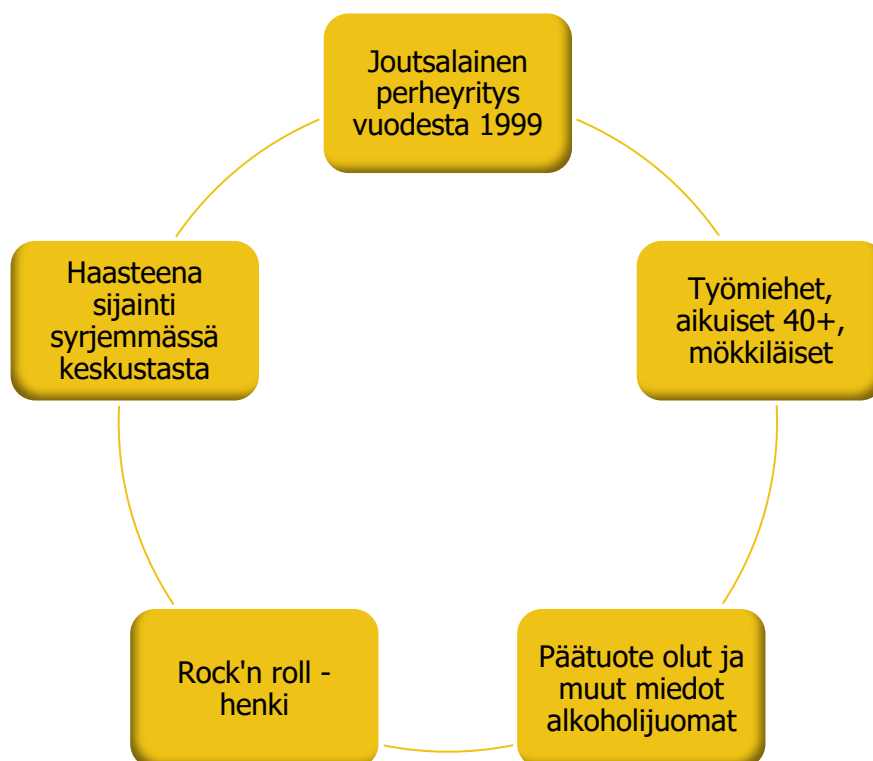 Joutsalainen
perheyritys
vuodesta 1999
Työmiehet,
aikuiset 40+,
mökkiläiset
Päätuote olut ja
muut miedot
alkoholijuomat
Rock'n roll -
henki
Haasteena
sijainti
syrjemmässä
keskustasta